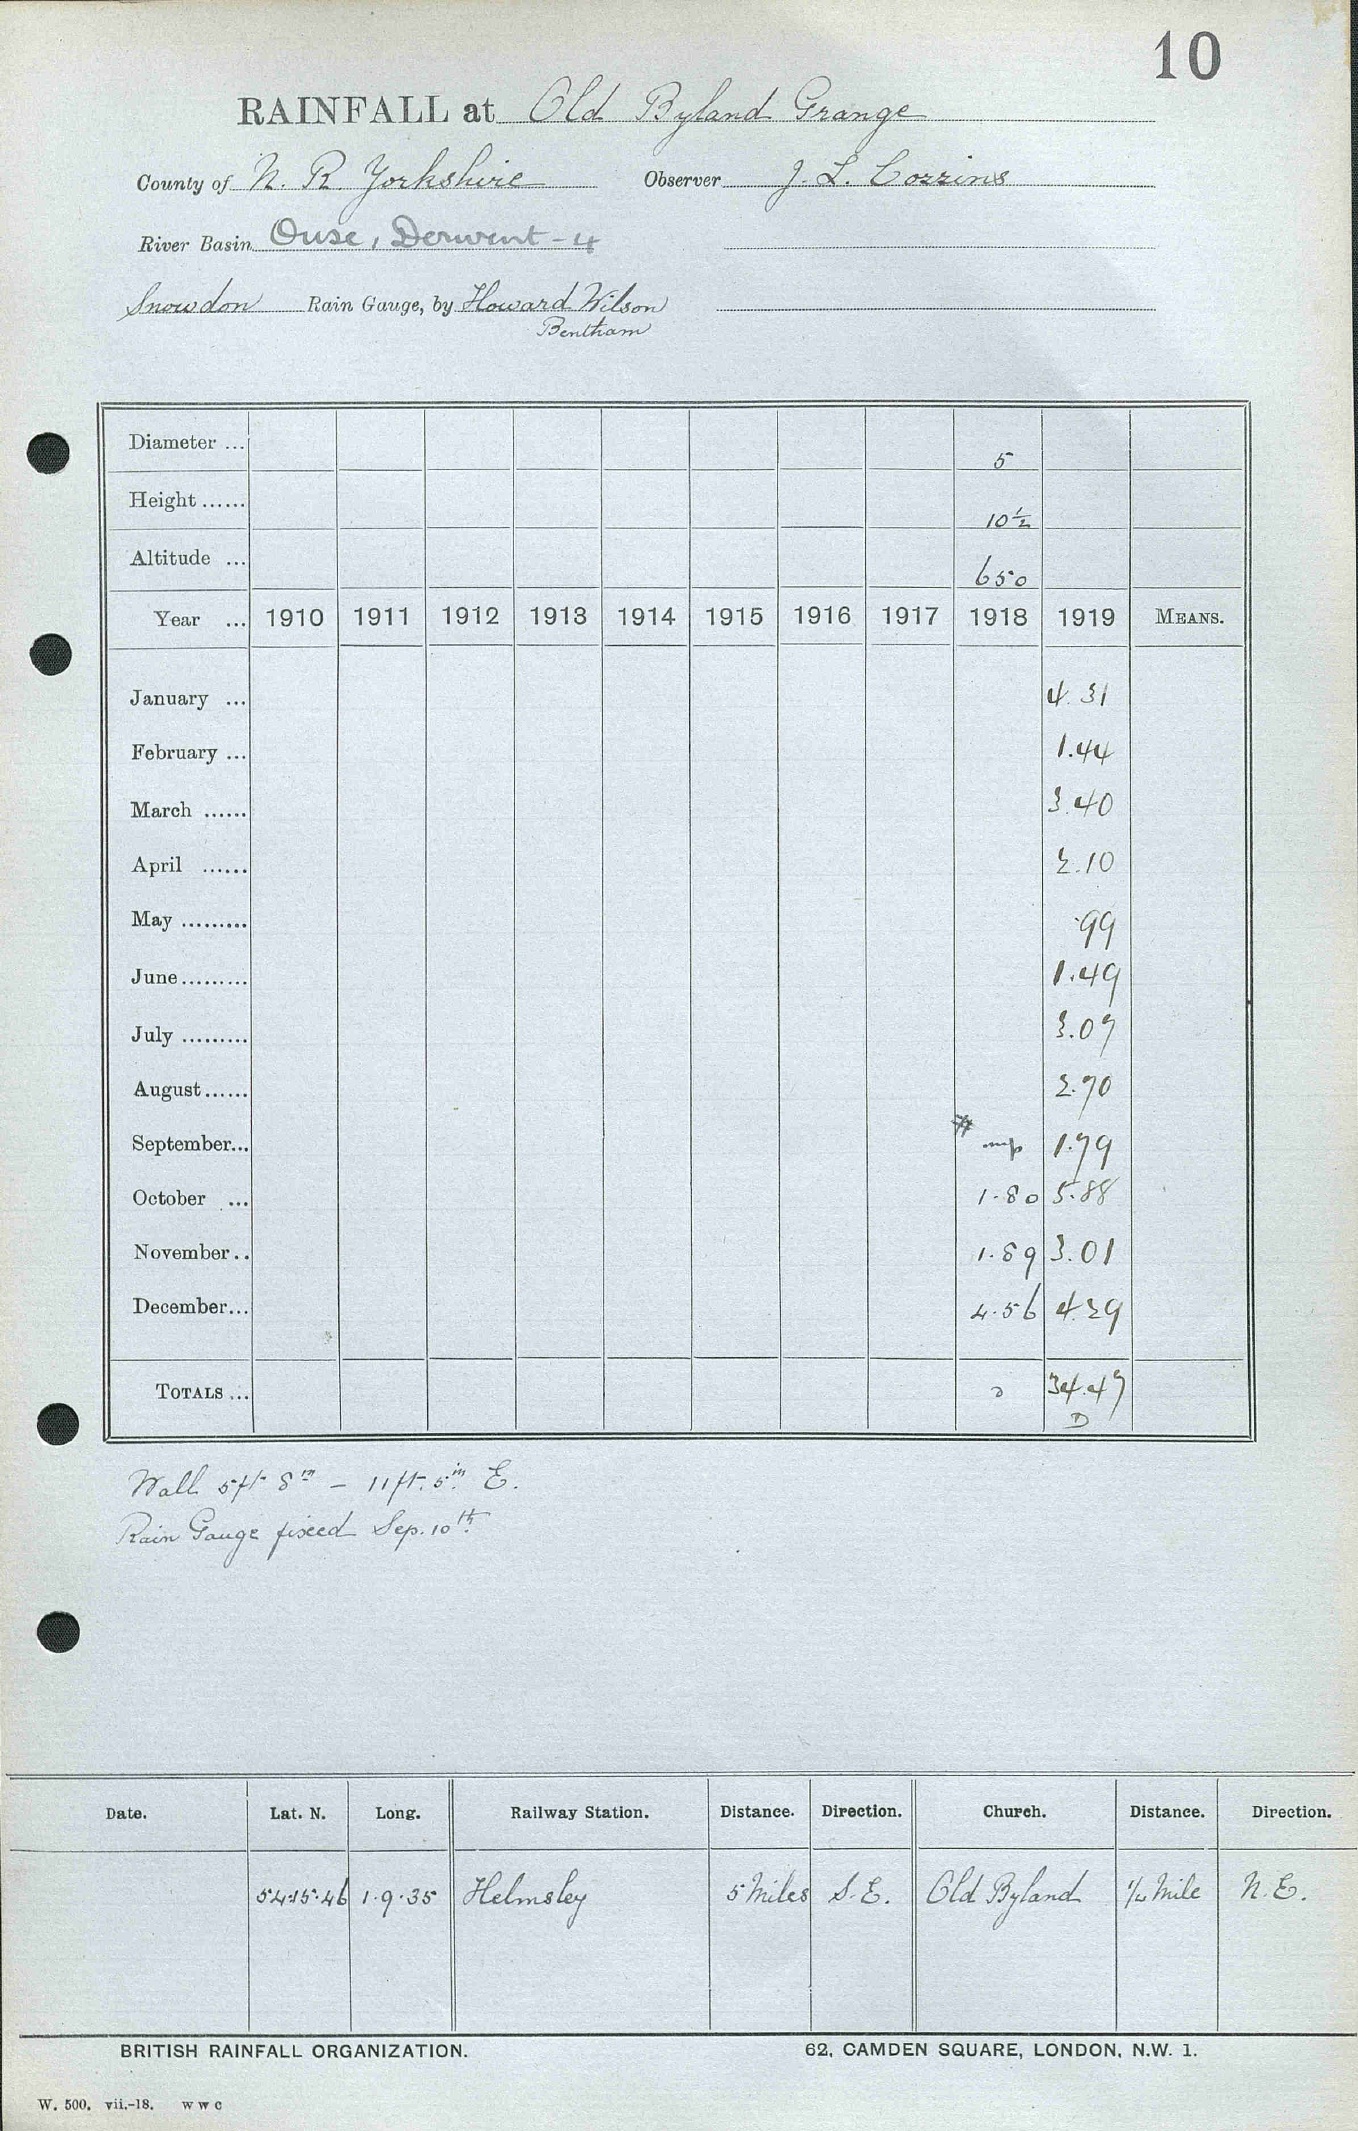 10
RAINFALL at Old Byland Grange
County of N. R. Yorkshire Observer J. L. Cozzins
River Basin Ouse, Derwent - 4
Snowdon Rain Gauge, by Howard Wilson
Bentham
Diameter ... 5
Height ...... 10½
Altitude ... 650
Year ... 1910 1911 1912 1913 1914 1915 1916 1917 1918 1919 MEANS.
January ... 4.31
February ... 1.44
March ...... 3.40
April ...... 2.10
May ......... .99
June ......... 1.49
July ......... 3.07
August ...... 2.70
September... * 1.79
October ... 1.80 5.88
November .. 1.89 3.01
December... 4.56 4.29
TOTALS ... 34.47
D
Wall 5ft 8in - 11ft. 5in. E.
Rain Gauge fixed Sep. 10th.
Date. Lat. N. Long. Railway Station. Distance. Direction. Church. Distance. Direction.
54.15.46 1.9.35 Helmsley 5 Miles S.E. Old Byland ¼ Mile N.E.
BRITISH RAINFALL ORGANIZATION. 62, CAMDEN SQUARE, LONDON, N.W. 1.
W. 500. vii.-18. W W C